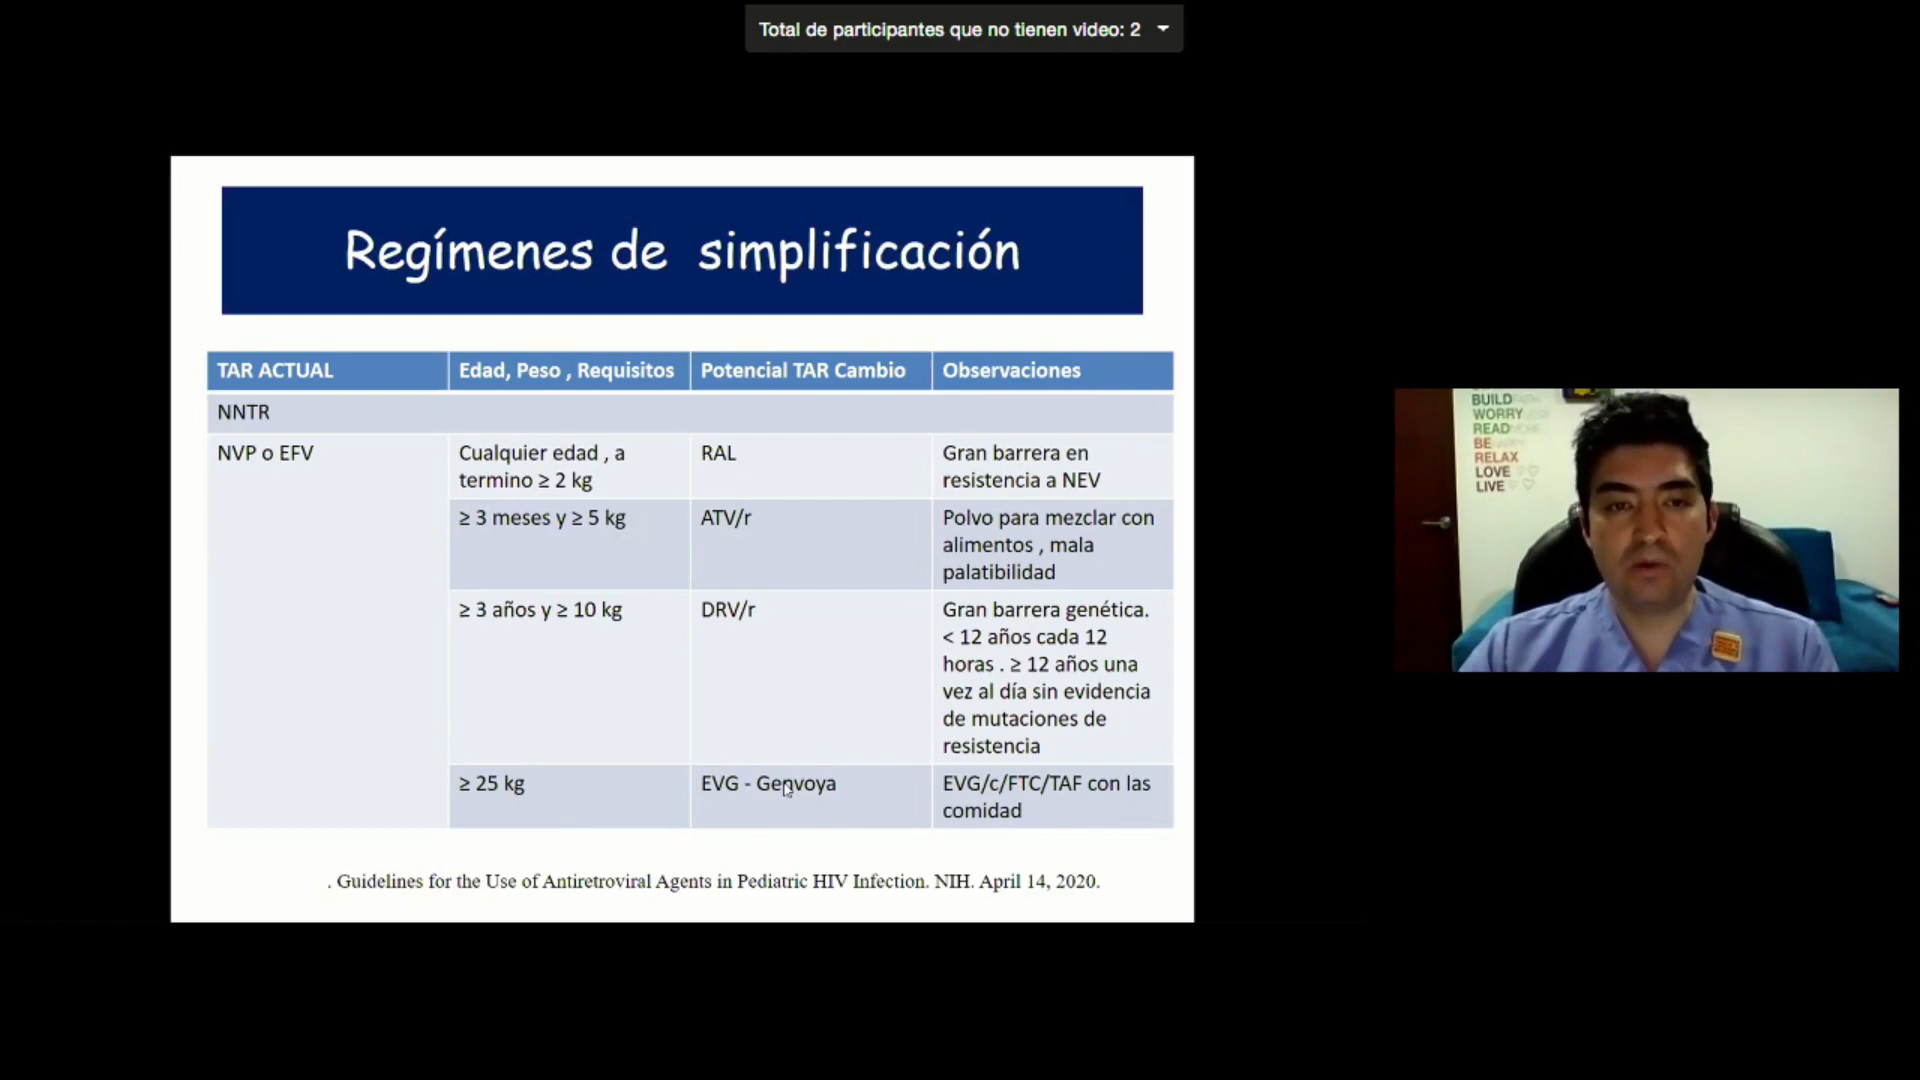 Total de participantes que no tienen video: 2
Regímenes de simplificación
TAR ACTUAL
Edad, Peso , Requisitos
Potencial TAR Cambio
Observaciones
NNTR
NVP o EFV
Cualquier edad , a
termino ≥ 2 kg
RAL
Gran barrera en
resistencia a NEV
≥ 3 meses y ≥ 5 kg
ATV/r
Polvo para mezclar con
alimentos , mala
palatibilidad
≥ 3 años y ≥ 10 kg
DRV/r
Gran barrera genética.
< 12 años cada 12
horas . ≥ 12 años una
vez al día sin evidencia
de mutaciones de
resistencia
≥ 25 kg
EVG - Genvoya
EVG/c/FTC/TAF con las
comidad
. Guidelines for the Use of Antiretroviral Agents in Pediatric HIV Infection. NIH. April 14, 2020.
BUILD
WORRY
READ
BE
RELAX
LOVE
LIVE